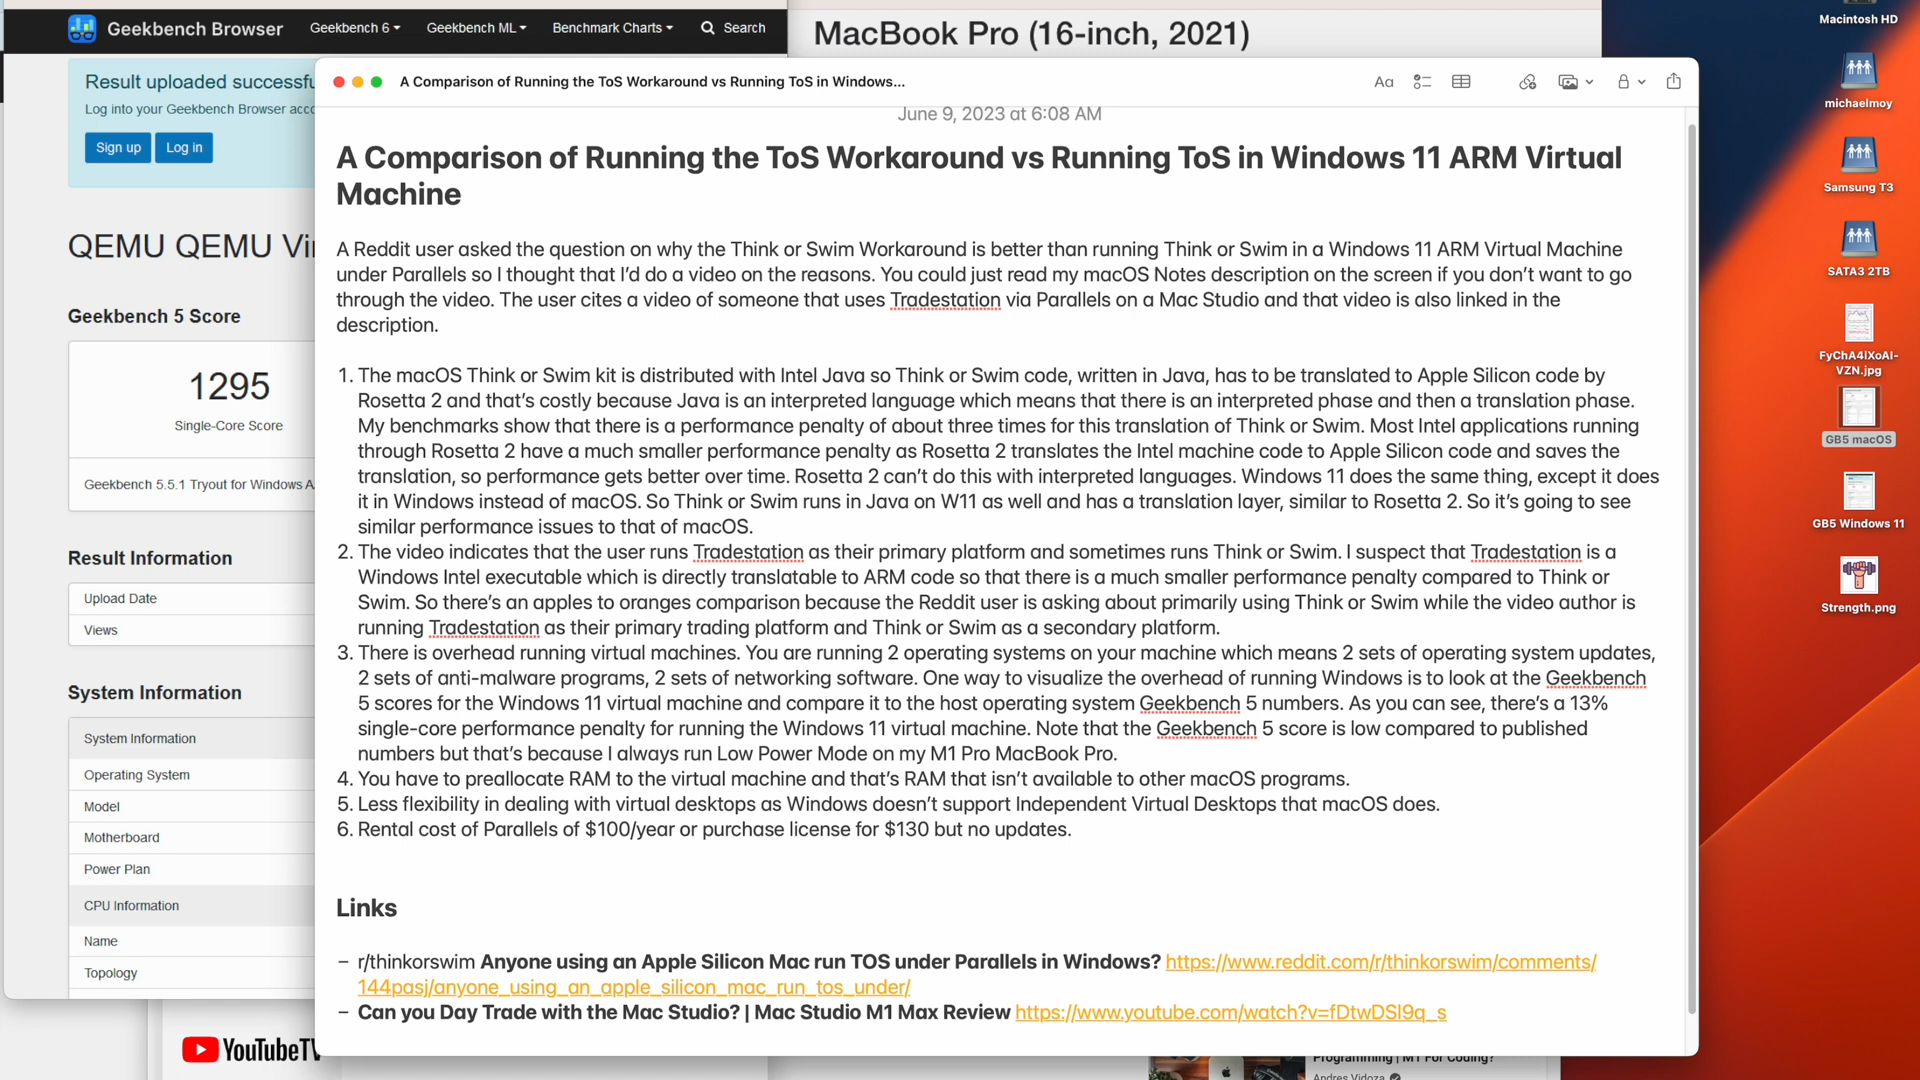 Geekbench Browser
Geekbench 6
Geekbench ML
Benchmark Charts
Search
MacBook Pro (16-inch, 2021)
Result uploaded successfu
Log into your Geekbench Browser acco
Sign up
Log in
QEMU QEMU Vi
Geekbench 5 Score
1295
Single-Core Score
Geekbench 5.5.1 Tryout for Windows A
Result Information
Upload Date
Views
System Information
System Information
Operating System
Model
Motherboard
Power Plan
CPU Information
Name
Topology
YouTubeTV
A Comparison of Running the ToS Workaround vs Running ToS in Windows...
Aa
June 9, 2023 at 6:08 AM
A Comparison of Running the ToS Workaround vs Running ToS in Windows 11 ARM Virtual
Machine
A Reddit user asked the question on why the Think or Swim Workaround is better than running Think or Swim in a Windows 11 ARM Virtual Machine
under Parallels so I thought that I'd do a video on the reasons. You could just read my macOS Notes description on the screen if you don't want to go
through the video. The user cites a video of someone that uses Tradestation via Parallels on a Mac Studio and that video is also linked in the
description.
1. The macOS Think or Swim kit is distributed with Intel Java so Think or Swim code, written in Java, has to be translated to Apple Silicon code by
Rosetta 2 and that's costly because Java is an interpreted language which means that there is an interpreted phase and then a translation phase.
My benchmarks show that there is a performance penalty of about three times for this translation of Think or Swim. Most Intel applications running
through Rosetta 2 have a much smaller performance penalty as Rosetta 2 translates the Intel machine code to Apple Silicon code and saves the
translation, so performance gets better over time. Rosetta 2 can't do this with interpreted languages. Windows 11 does the same thing, except it does
it in Windows instead of macOS. So Think or Swim runs in Java on W11 as well and has a translation layer, similar to Rosetta 2. So it's going to see
similar performance issues to that of macOS.
2. The video indicates that the user runs Tradestation as their primary platform and sometimes runs Think or Swim. I suspect that Tradestation is a
Windows Intel executable which is directly translatable to ARM code so that there is a much smaller performance penalty compared to Think or
Swim. So there's an apples to oranges comparison because the Reddit user is asking about primarily using Think or Swim while the video author is
running Tradestation as their primary trading platform and Think or Swim as a secondary platform.
3. There is overhead running virtual machines. You are running 2 operating systems on your machine which means 2 sets of operating system updates,
2 sets of anti-malware programs, 2 sets of networking software. One way to visualize the overhead of running Windows is to look at the Geekbench
5 scores for the Windows 11 virtual machine and compare it to the host operating system Geekbench 5 numbers. As you can see, there's a 13%
single-core performance penalty for running the Windows 11 virtual machine. Note that the Geekbench 5 score is low compared to published
numbers but that's because I always run Low Power Mode on my M1 Pro MacBook Pro.
4. You have to preallocate RAM to the virtual machine and that's RAM that isn't available to other macOS programs.
5. Less flexibility in dealing with virtual desktops as Windows doesn't support Independent Virtual Desktops that macOS does.
6. Rental cost of Parallels of $100/year or purchase license for $130 but no updates.
Links
– r/thinkorswim Anyone using an Apple Silicon Mac run TOS under Parallels in Windows? https://www.reddit.com/r/thinkorswim/comments/
144pasj/anyone_using_an_apple_silicon_mac_run_tos_under/
– Can you Day Trade with the Mac Studio? | Mac Studio M1 Max Review https://www.youtube.com/watch?v=fDtwDSI9q_s
Programming | M1 For Coding?
Andres Vidoza
Macintosh HD
michaelmoy
Samsung T3
SATA3 2TB
FyChA4IXoAI-
VZN.jpg
GB5 macOS
GB5 Windows 11
Strength.png